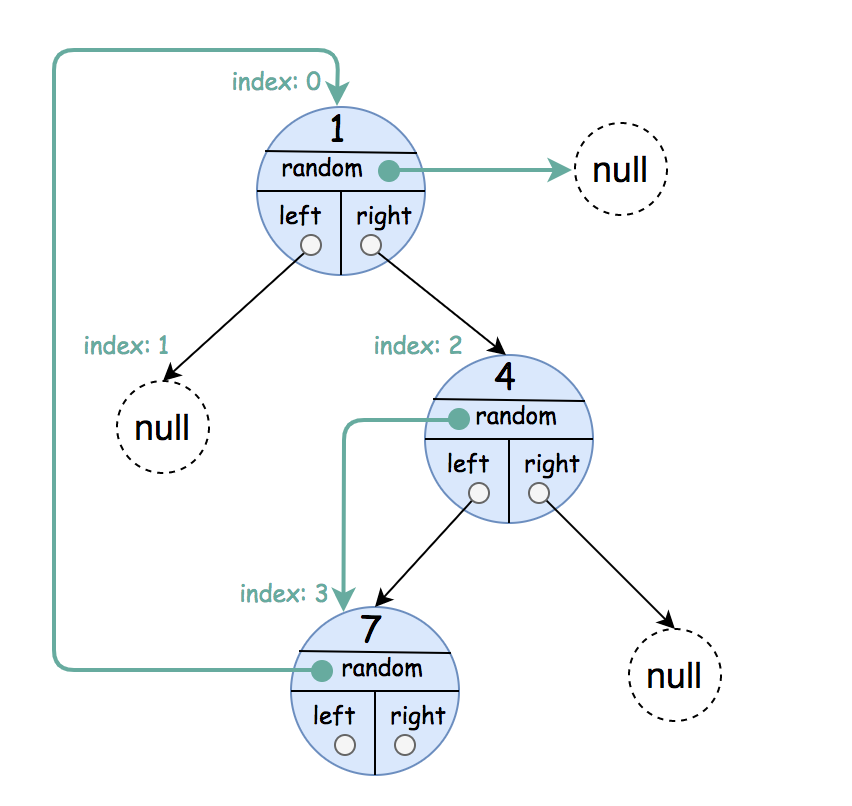 index: 0
1
random
null
left right
index: 1
index: 2
null
4
random
left right
index: 3
7
random
null
left right